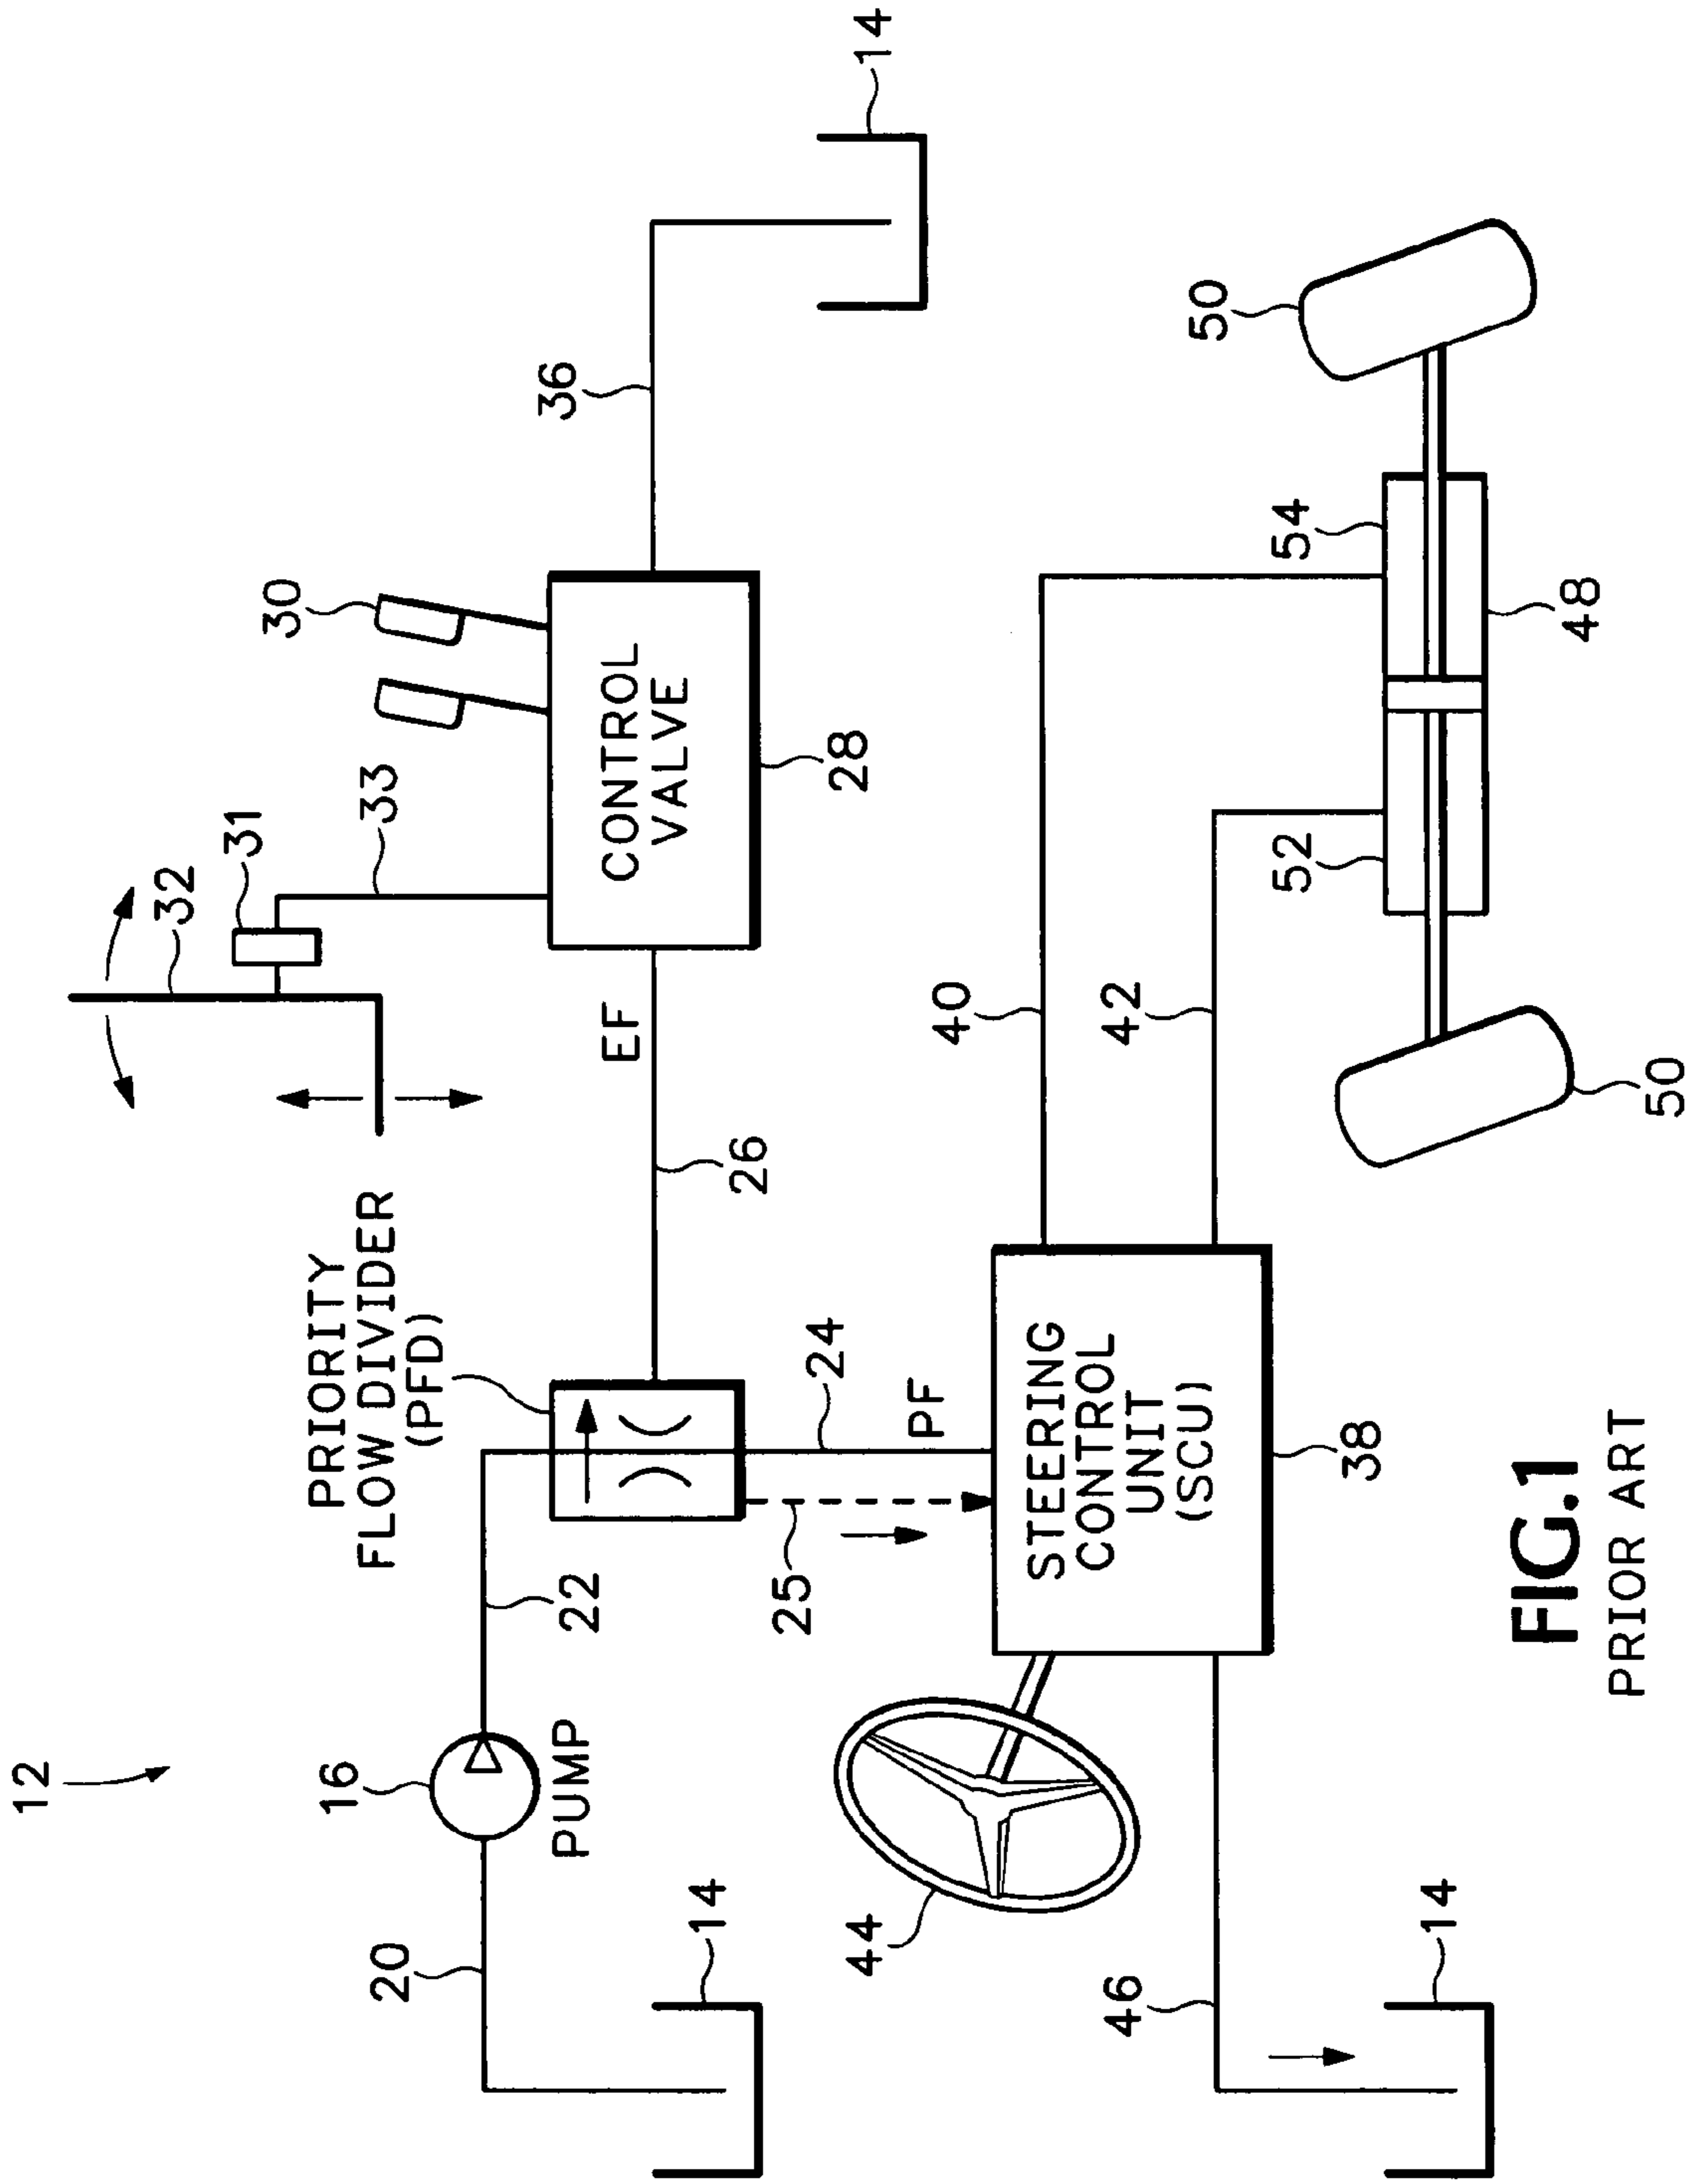 12
16
PUMP
20
14
22
PRIORITY
FLOW DIVIDER
(PFD)
26
EF
32
31
33
30
CONTROL
VALVE
28
36
14
25
24
PF
44
STEERING
CONTROL
UNIT
(SCU)
38
40
42
46
14
52
54
48
50
50
FIG.1
PRIOR ART